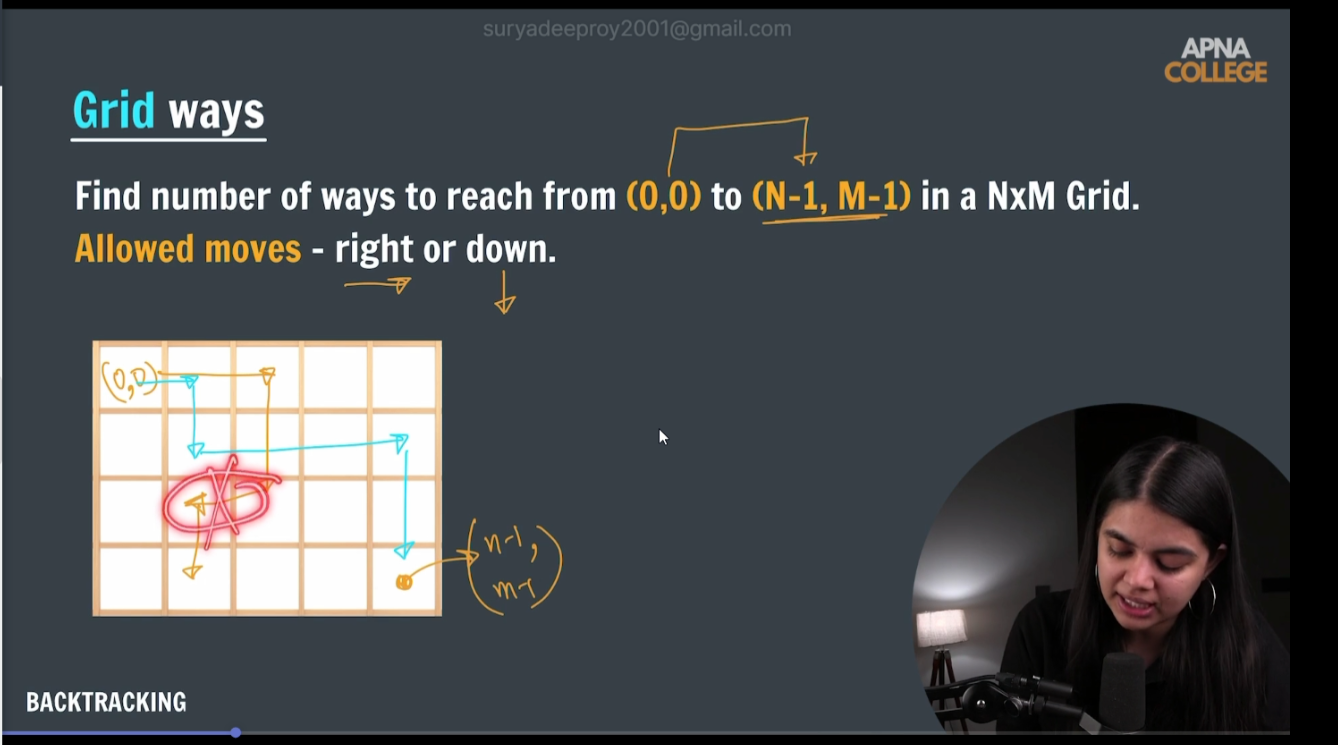 suryadeeproy2001@gmail.com
APNA
COLLEGE
Grid ways
Find number of ways to reach from (0,0) to (N-1, M-1) in a NxM Grid.
Allowed moves - right or down.
(0,0)
(n-1,
m-1)
BACKTRACKING